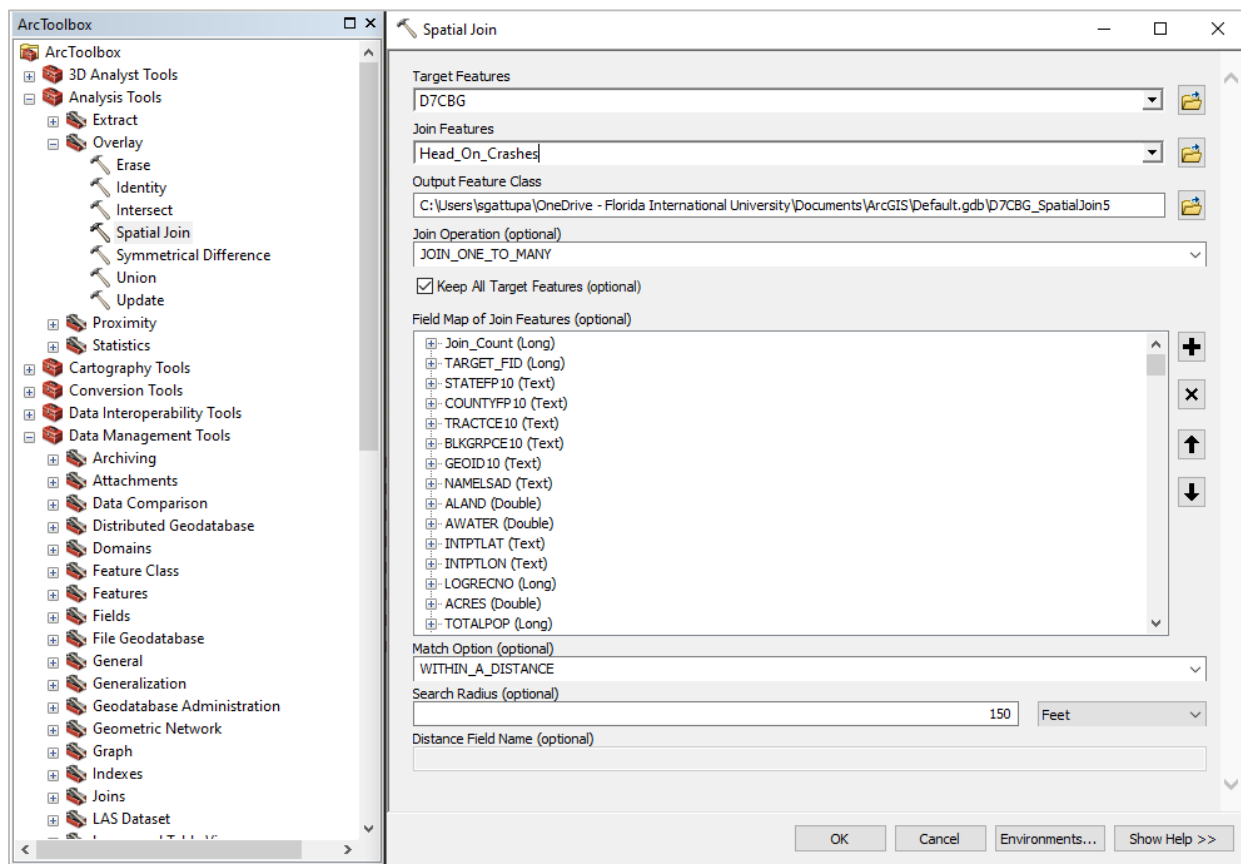 ArcToolbox
ArcToolbox
3D Analyst Tools
Analysis Tools
Extract
Overlay
Erase
Identity
Intersect
Spatial Join
Symmetrical Difference
Union
Update
Proximity
Statistics
Cartography Tools
Conversion Tools
Data Interoperability Tools
Data Management Tools
Archiving
Attachments
Data Comparison
Distributed Geodatabase
Domains
Feature Class
Features
Fields
File Geodatabase
General
Generalization
Geodatabase Administration
Geometric Network
Graph
Indexes
Joins
LAS Dataset
Spatial Join
Target Features
D7CBG
Join Features
Head_On_Crashes
Output Feature Class
C:\Users\sgattupa\OneDrive - Florida International University\Documents\ArcGIS\Default.gdb\D7CBG_SpatialJoin5
Join Operation (optional)
JOIN_ONE_TO_MANY
Keep All Target Features (optional)
Field Map of Join Features (optional)
Join_Count (Long)
TARGET_FID (Long)
STATEFP10 (Text)
COUNTYFP10 (Text)
TRACTCE10 (Text)
BLKGRPCE10 (Text)
GEOID10 (Text)
NAMELSAD (Text)
ALAND (Double)
AWATER (Double)
INTPTLAT (Text)
INTPTLON (Text)
LOGRECNO (Long)
ACRES (Double)
TOTALPOP (Long)
Match Option (optional)
WITHIN_A_DISTANCE
Search Radius (optional)
150 Feet
Distance Field Name (optional)
OK Cancel Environments... Show Help >>